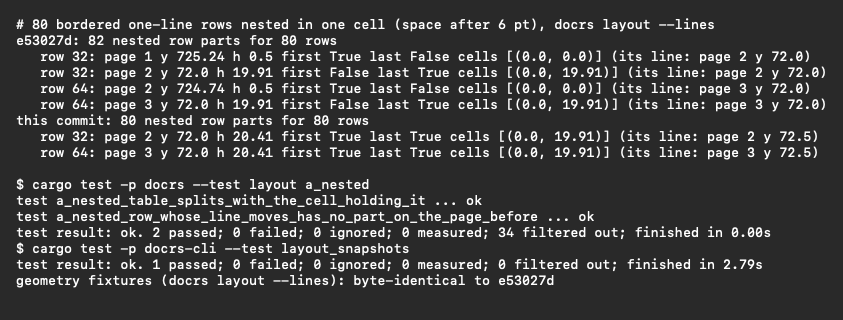 # 80 bordered one-line rows nested in one cell (space after 6 pt), docrs layout --lines
e53027d: 82 nested row parts for 80 rows
row 32: page 1 y 725.24 h 0.5 first True last False cells [(0.0, 0.0)] (its line: page 2 y 72.0)
row 32: page 2 y 72.0 h 19.91 first False last True cells [(0.0, 19.91)] (its line: page 2 y 72.0)
row 64: page 2 y 724.74 h 0.5 first True last False cells [(0.0, 0.0)] (its line: page 3 y 72.0)
row 64: page 3 y 72.0 h 19.91 first False last True cells [(0.0, 19.91)] (its line: page 3 y 72.0)
this commit: 80 nested row parts for 80 rows
row 32: page 2 y 72.0 h 20.41 first True last True cells [(0.0, 19.91)] (its line: page 2 y 72.5)
row 64: page 3 y 72.0 h 20.41 first True last True cells [(0.0, 19.91)] (its line: page 3 y 72.5)
$ cargo test -p docrs --test layout a_nested
test a_nested_table_splits_with_the_cell_holding_it ... ok
test a_nested_row_whose_line_moves_has_no_part_on_the_page_before ... ok
test result: ok. 2 passed; 0 failed; 0 ignored; 0 measured; 34 filtered out; finished in 0.00s
$ cargo test -p docrs-cli --test layout_snapshots
test result: ok. 1 passed; 0 failed; 0 ignored; 0 measured; 0 filtered out; finished in 2.79s
geometry fixtures (docrs layout --lines): byte-identical to e53027d